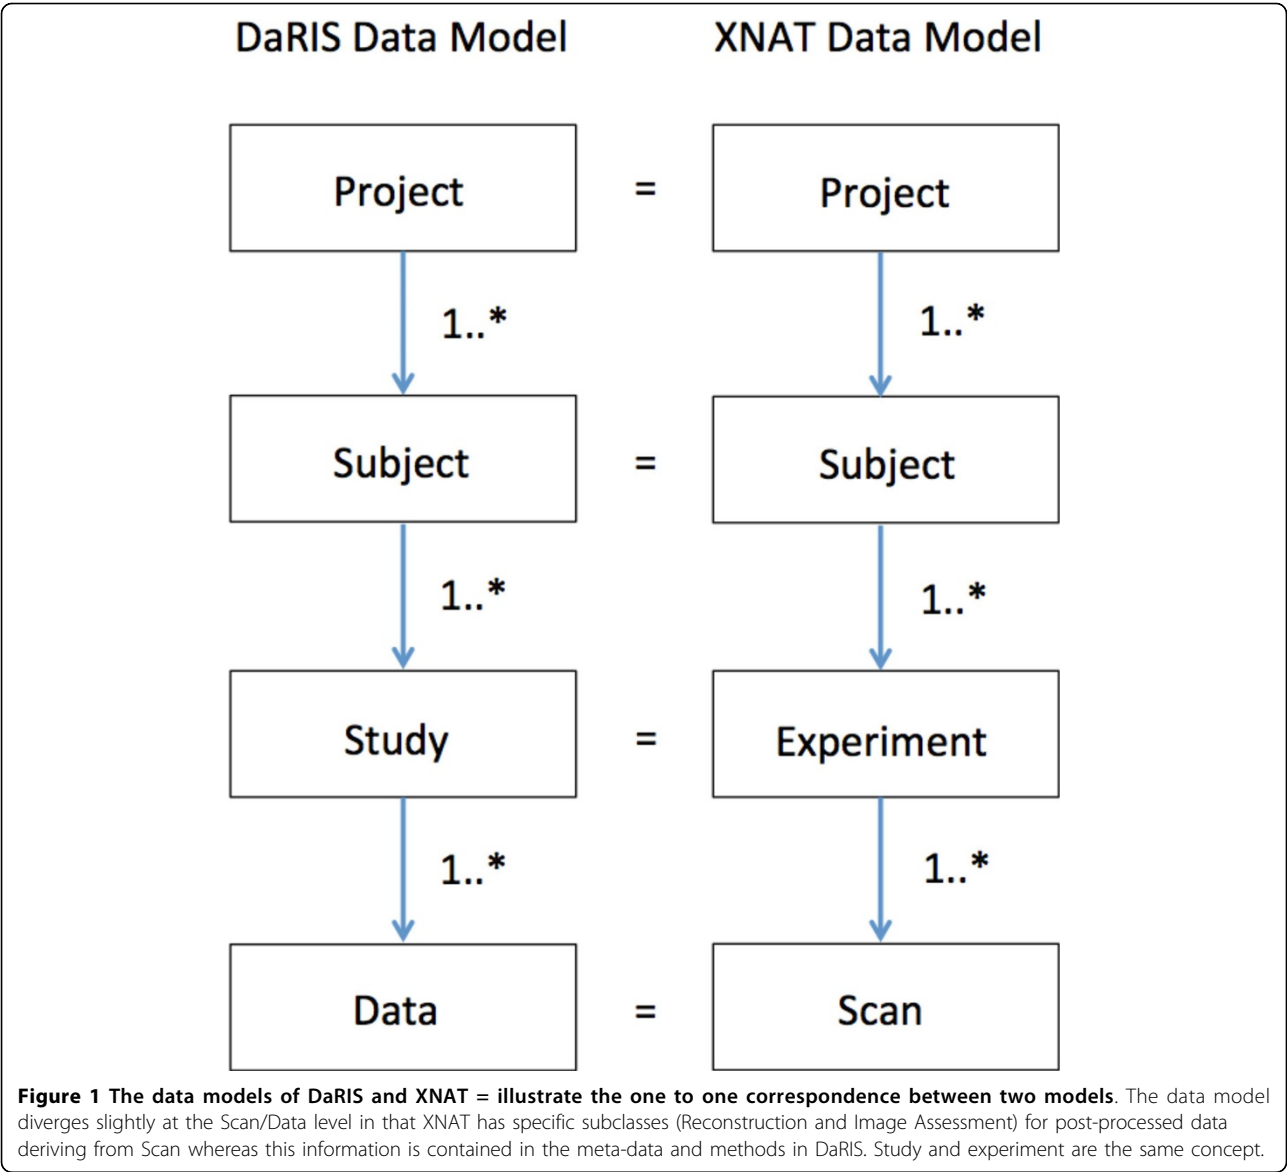 DaRIS Data Model XNAT Data Model
Project = Project
1..* 1..*
Subject = Subject
1..* 1..*
Study = Experiment
1..* 1..*
Data = Scan
Figure 1 The data models of DaRIS and XNAT = illustrate the one to one correspondence between two models. The data model
diverges slightly at the Scan/Data level in that XNAT has specific subclasses (Reconstruction and Image Assessment) for post-processed data
deriving from Scan whereas this information is contained in the meta-data and methods in DaRIS. Study and experiment are the same concept.